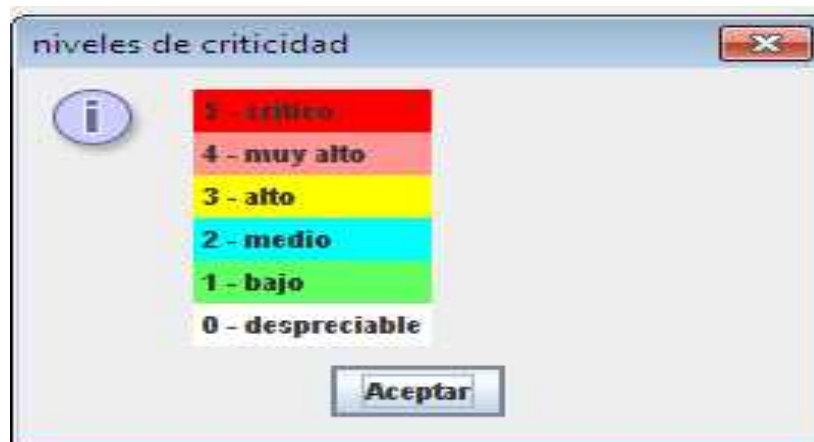 niveles de criticidad
5 - critico
4 - muy alto
3 - alto
2 - medio
1 - bajo
0 - despreciable
Aceptar